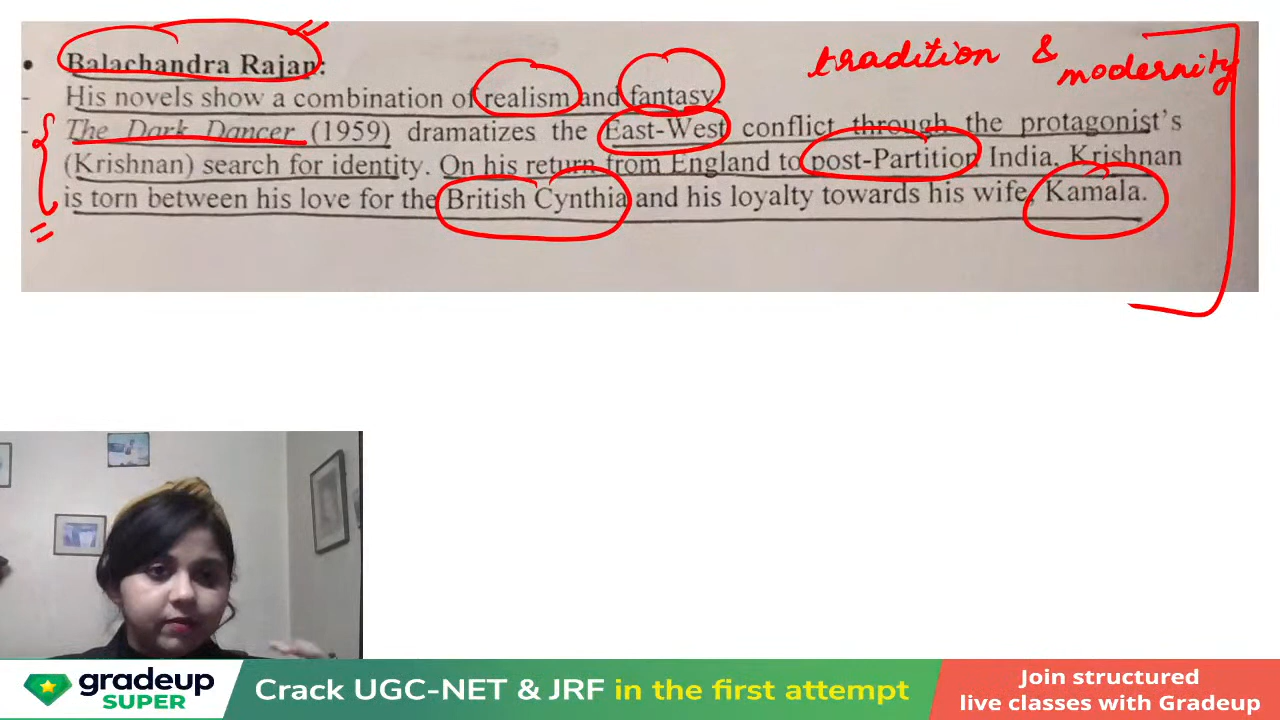 • Balachandra Rajan:
- His novels show a combination of realism and fantasy.
- The Dark Dancer (1959) dramatizes the East-West conflict through the protagonist's
(Krishnan) search for identity. On his return from England to post-Partition India, Krishnan
is torn between his love for the British Cynthia and his loyalty towards his wife, Kamala.
tradition &
modernity
gradeup
SUPER
Crack UGC-NET & JRF in the first attempt
Join structured
live classes with Gradeup